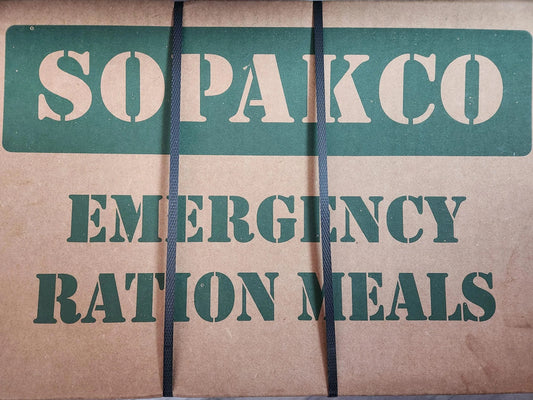 SOPAKCO
EMERGENCY
RATION MEALS